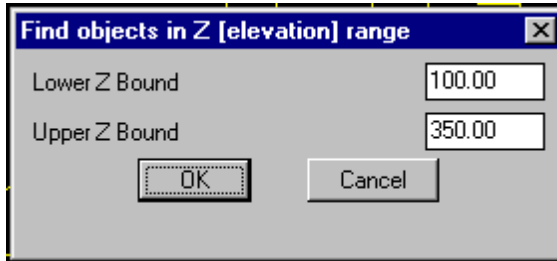 Find objects in Z [elevation] range
Lower Z Bound 100.00
Upper Z Bound 350.00
OK Cancel